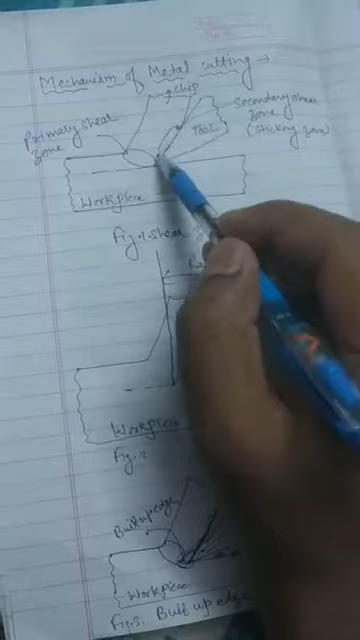 Mechanism of Metal cutting →
chip
Secondary shear
zone
(Sticking zone)
Primary shear
zone
TOOL
Workpiece
Fig.1. shear
Workpiece
Fig. 2
Built up edge
Workpiece
Fig. 3. Built up edge